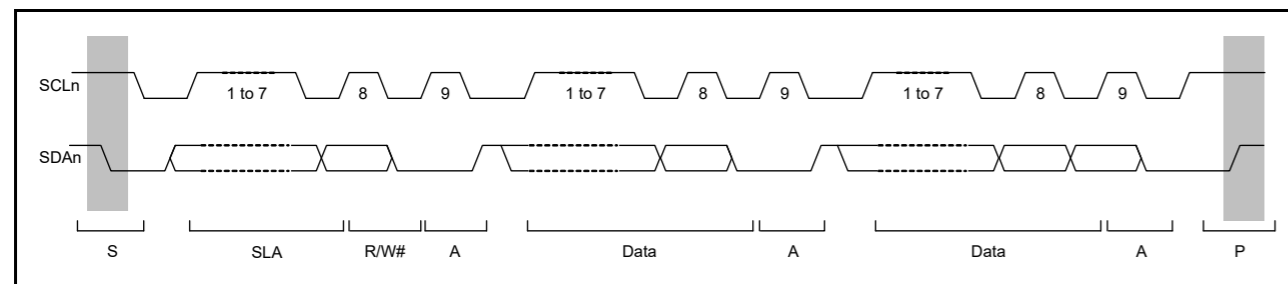 SCLn
1 to 7 8 9 1 to 7 8 9 1 to 7 8 9
SDAn
S SLA R/W# A Data A Data A P